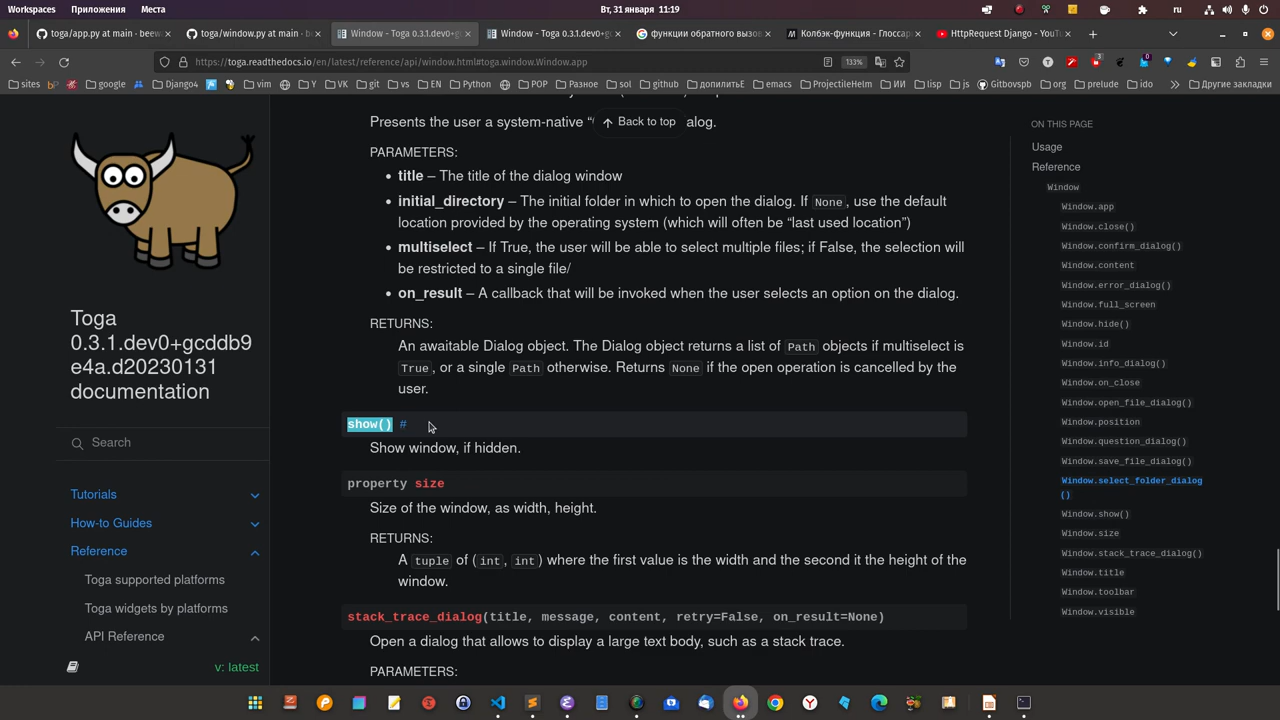 Workspaces Приложения Места Вт, 31 января 11:19 ru
toga/app.py at main · beew
toga/window.py at main · bee
Window - Toga 0.3.1.dev0+g
Window - Toga 0.3.1.dev0+gc
функции обратного вызов
Колбэк-функция - Глоссар
HttpRequest Django - YouT
https://toga.readthedocs.io/en/latest/reference/api/window.html#toga.window.Window.app 133%
sites google Django4 vim Y VK git vs EN Python POP Разное sol github допилитьЕ emacs ProjectileHelm ИИ lisp js Gitbovspb org prelude ido Другие закладки
Presents the user a system-native “ Back to top alog.
PARAMETERS:
title – The title of the dialog window
initial_directory – The initial folder in which to open the dialog. If None, use the default
location provided by the operating system (which will often be “last used location”)
multiselect – If True, the user will be able to select multiple files; if False, the selection will
be restricted to a single file/
on_result – A callback that will be invoked when the user selects an option on the dialog.
RETURNS:
An awaitable Dialog object. The Dialog object returns a list of Path objects if multiselect is
True, or a single Path otherwise. Returns None if the open operation is cancelled by the
user.
show() #
Show window, if hidden.
property size
Size of the window, as width, height.
RETURNS:
A tuple of (int, int) where the first value is the width and the second it the height of the
window.
stack_trace_dialog(title, message, content, retry=False, on_result=None)
Open a dialog that allows to display a large text body, such as a stack trace.
PARAMETERS:
Toga
0.3.1.dev0+gcddb9
e4a.d20230131
documentation
Search
Tutorials
How-to Guides
Reference
Toga supported platforms
Toga widgets by platforms
API Reference
v: latest
ON THIS PAGE
Usage
Reference
Window
Window.app
Window.close()
Window.confirm_dialog()
Window.content
Window.error_dialog()
Window.full_screen
Window.hide()
Window.id
Window.info_dialog()
Window.on_close
Window.open_file_dialog()
Window.position
Window.question_dialog()
Window.save_file_dialog()
Window.select_folder_dialog
()
Window.show()
Window.size
Window.stack_trace_dialog()
Window.title
Window.toolbar
Window.visible